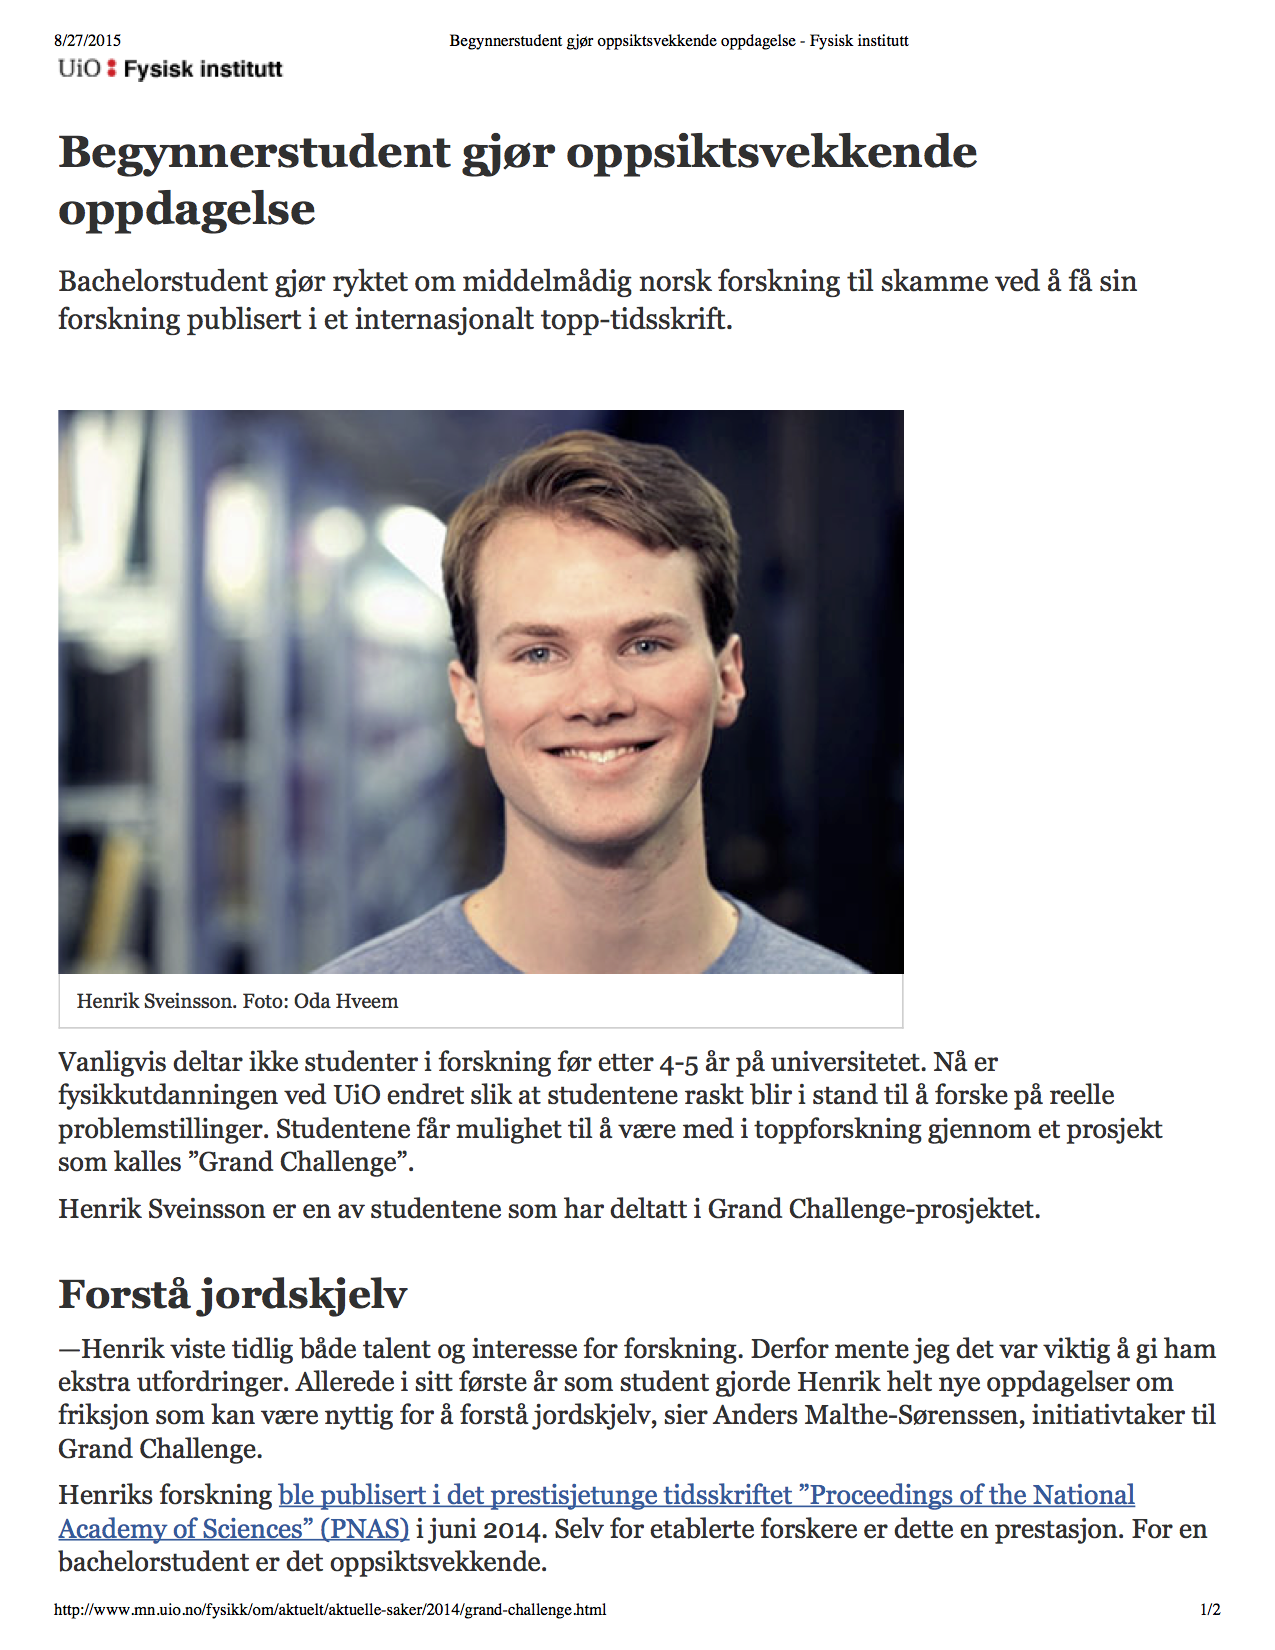 8/27/2015 Begynnerstudent gjør oppsiktsvekkende oppdagelse - Fysisk institutt
UiO : Fysisk institutt
Begynnerstudent gjør oppsiktsvekkende
oppdagelse
Bachelorstudent gjør ryktet om middelmådig norsk forskning til skamme ved å få sin
forskning publisert i et internasjonalt topp-tidsskrift.
Henrik Sveinsson. Foto: Oda Hveem
Vanligvis deltar ikke studenter i forskning før etter 4-5 år på universitetet. Nå er
fysikkutdanningen ved UiO endret slik at studentene raskt blir i stand til å forske på reelle
problemstillinger. Studentene får mulighet til å være med i toppforskning gjennom et prosjekt
som kalles ”Grand Challenge”.
Henrik Sveinsson er en av studentene som har deltatt i Grand Challenge-prosjektet.
Forstå jordskjelv
—Henrik viste tidlig både talent og interesse for forskning. Derfor mente jeg det var viktig å gi ham
ekstra utfordringer. Allerede i sitt første år som student gjorde Henrik helt nye oppdagelser om
friksjon som kan være nyttig for å forstå jordskjelv, sier Anders Malthe-Sørenssen, initiativtaker til
Grand Challenge.
Henriks forskning ble publisert i det prestisjetunge tidsskriftet ”Proceedings of the National
Academy of Sciences” (PNAS) i juni 2014. Selv for etablerte forskere er dette en prestasjon. For en
bachelorstudent er det oppsiktsvekkende.
http://www.mn.uio.no/fysikk/om/aktuelt/aktuelle-saker/2014/grand-challenge.html 1/2